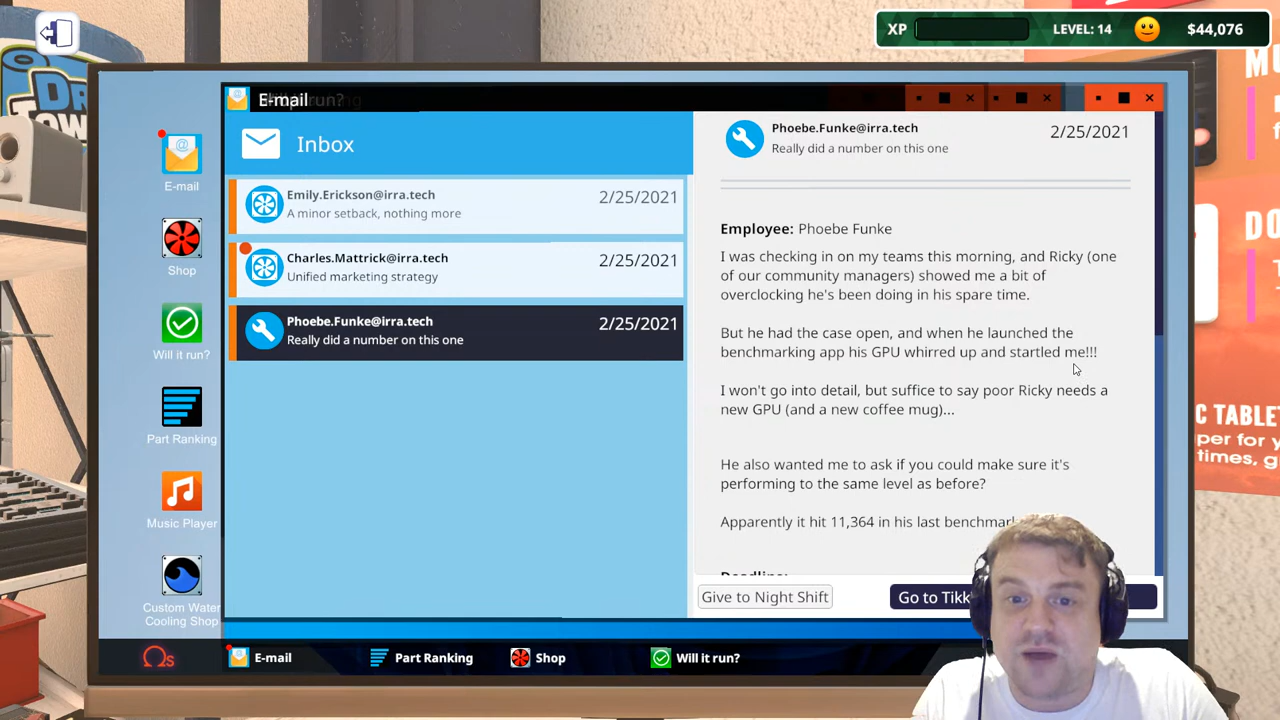 XP
LEVEL: 14
$44,076
E-mail
Inbox
Phoebe.Funke@irra.tech
Really did a number on this one
2/25/2021
Emily.Erickson@irra.tech
A minor setback, nothing more
2/25/2021
Charles.Mattrick@irra.tech
Unified marketing strategy
2/25/2021
Phoebe.Funke@irra.tech
Really did a number on this one
2/25/2021
Employee: Phoebe Funke
I was checking in on my teams this morning, and Ricky (one
of our community managers) showed me a bit of
overclocking he's been doing in his spare time.
But he had the case open, and when he launched the
benchmarking app his GPU whirred up and startled me!!!
I won't go into detail, but suffice to say poor Ricky needs a
new GPU (and a new coffee mug)...
He also wanted me to ask if you could make sure it's
performing to the same level as before?
Apparently it hit 11,364 in his last benchmark
Deadline:
Give to Night Shift
Go to Tikk
E-mail
Shop
Will it run?
Part Ranking
Music Player
Custom Water
Cooling Shop
E-mail
Part Ranking
Shop
Will it run?
C TABLET
per for y
times, g